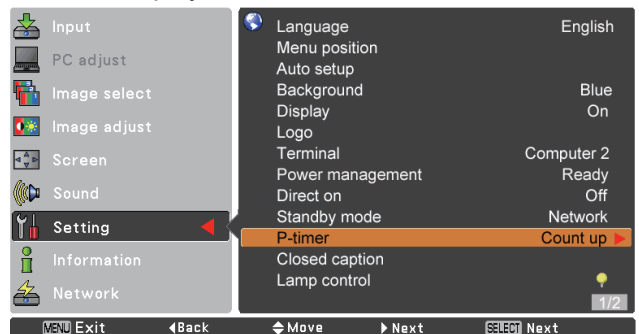 Input
PC adjust
Image select
Image adjust
Screen
Sound
Setting
Information
Network
Language English
Menu position
Auto setup
Background Blue
Display On
Logo
Terminal Computer 2
Power management Ready
Direct on Off
Standby mode Network
P-timer Count up
Closed caption
Lamp control
1/2
MENU Exit Back Move Next SELECT Next